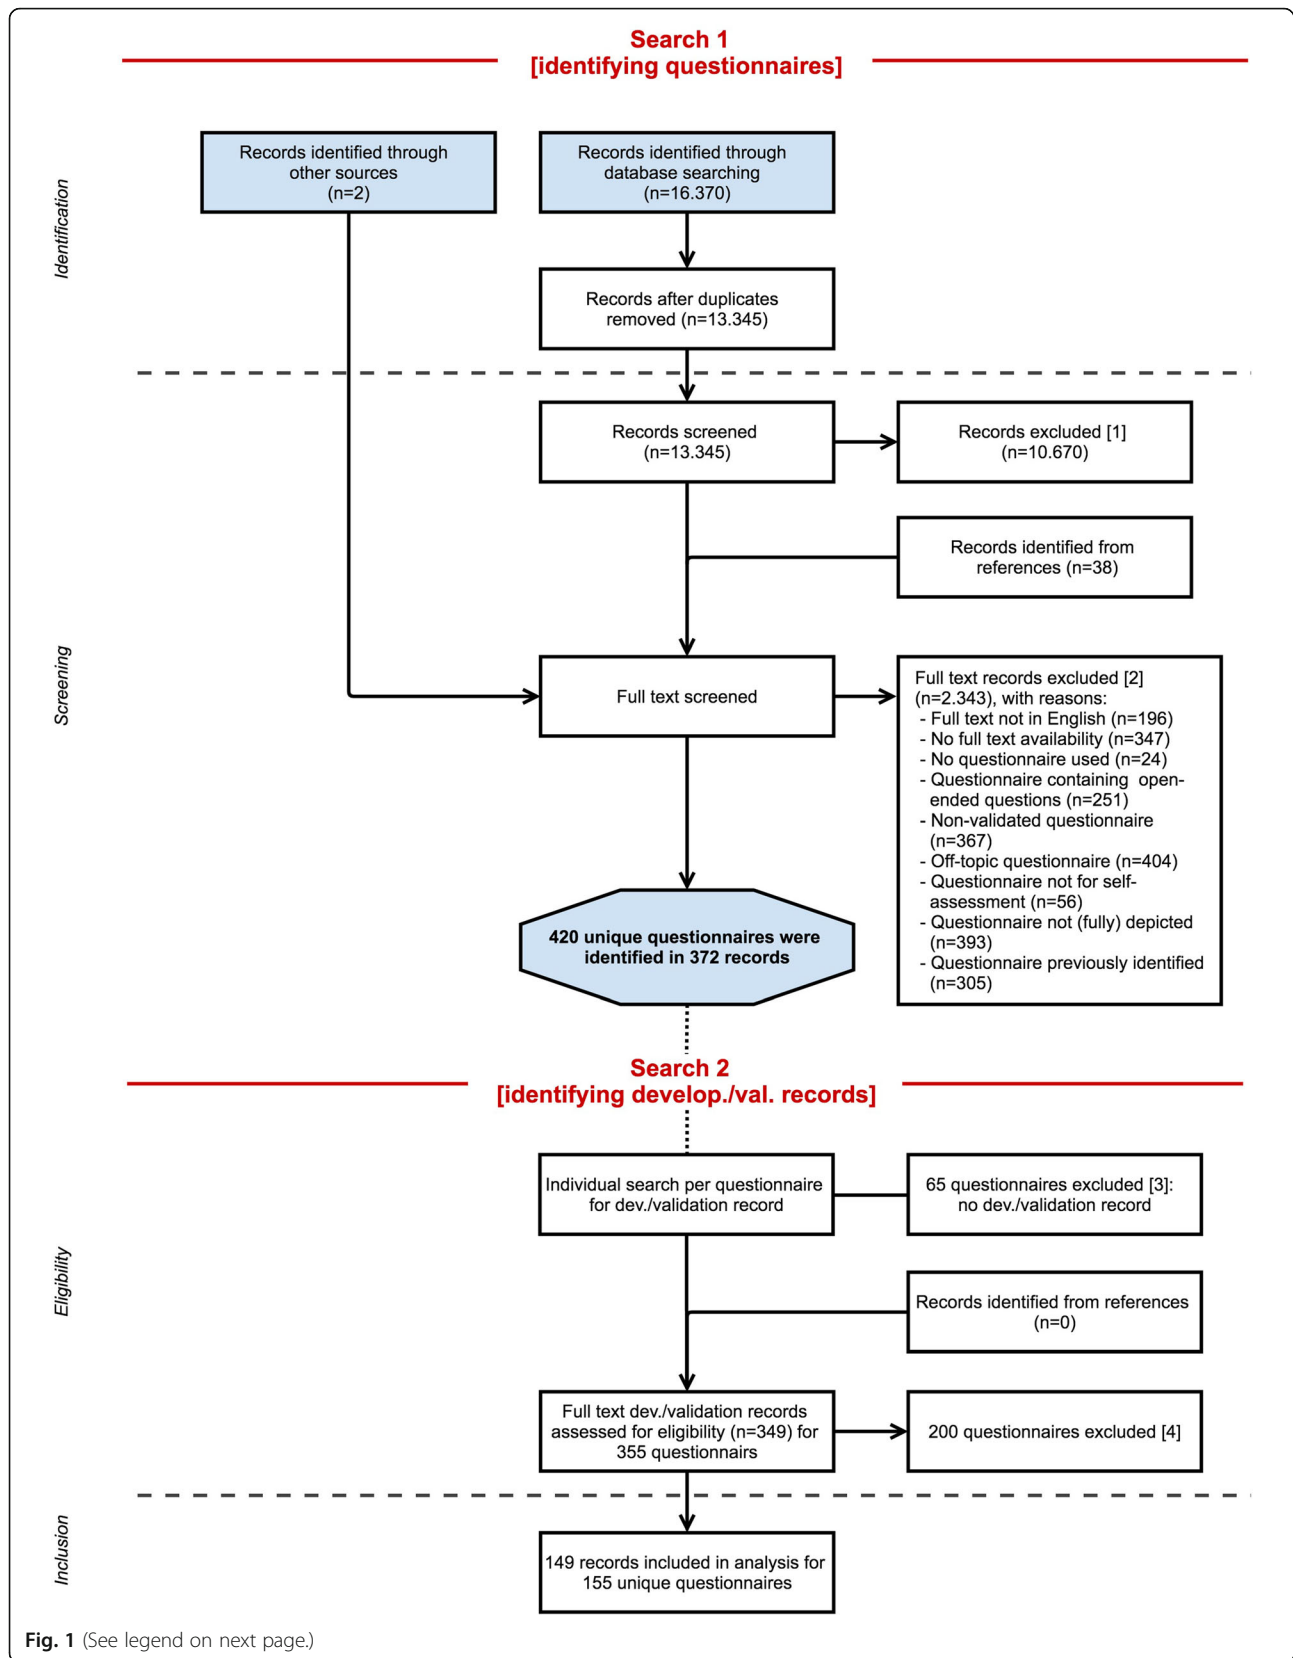 Search 1
[identifying questionnaires]
Identification
Records identified through
other sources
(n=2)
Records identified through
database searching
(n=16.370)
Records after duplicates
removed (n=13.345)
Screening
Records screened
(n=13.345)
Records excluded [1]
(n=10.670)
Records identified from
references (n=38)
Full text screened
Full text records excluded [2]
(n=2.343), with reasons:
- Full text not in English (n=196)
- No full text availability (n=347)
- No questionnaire used (n=24)
- Questionnaire containing open-
ended questions (n=251)
- Non-validated questionnaire
(n=367)
- Off-topic questionnaire (n=404)
- Questionnaire not for self-
assessment (n=56)
- Questionnaire not (fully) depicted
(n=393)
- Questionnaire previously identified
(n=305)
420 unique questionnaires were
identified in 372 records
Search 2
[identifying develop./val. records]
Eligibility
Individual search per questionnaire
for dev./validation record
65 questionnaires excluded [3]:
no dev./validation record
Records identified from references
(n=0)
Full text dev./validation records
assessed for eligibility (n=349) for
355 questionnairs
200 questionnaires excluded [4]
Inclusion
149 records included in analysis for
155 unique questionnaires
Fig. 1 (See legend on next page.)